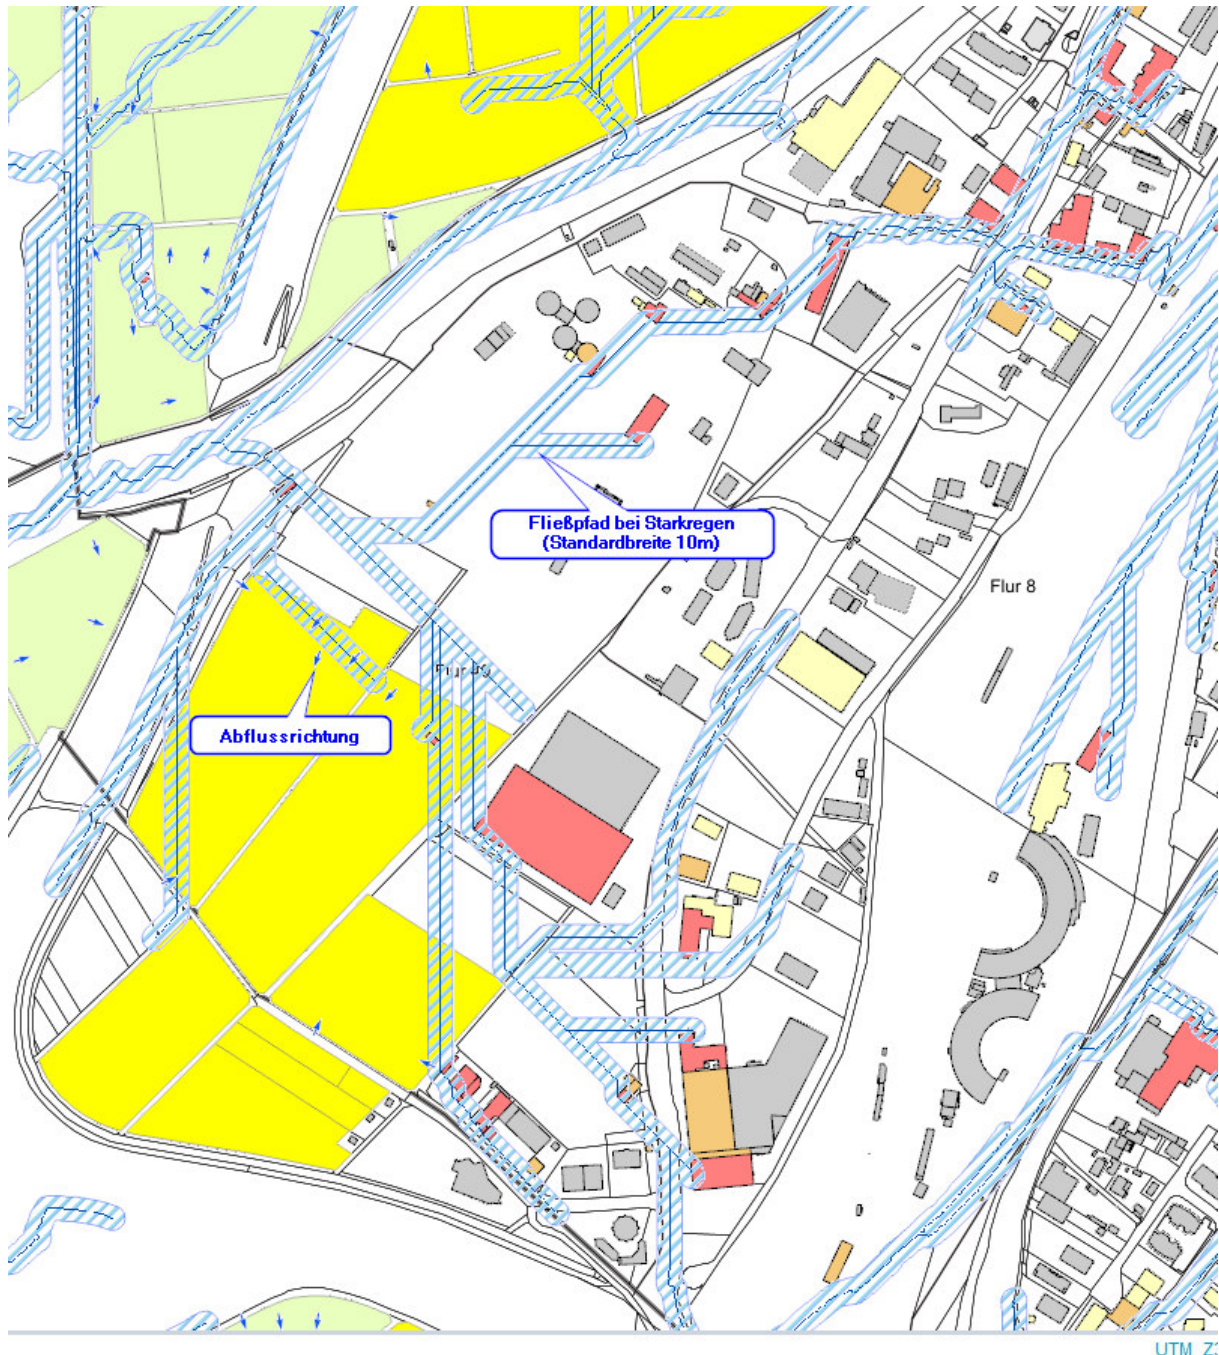 Fließpfad bei Starkregen
(Standardbreite 10m)
Flur 8
Abflussrichtung